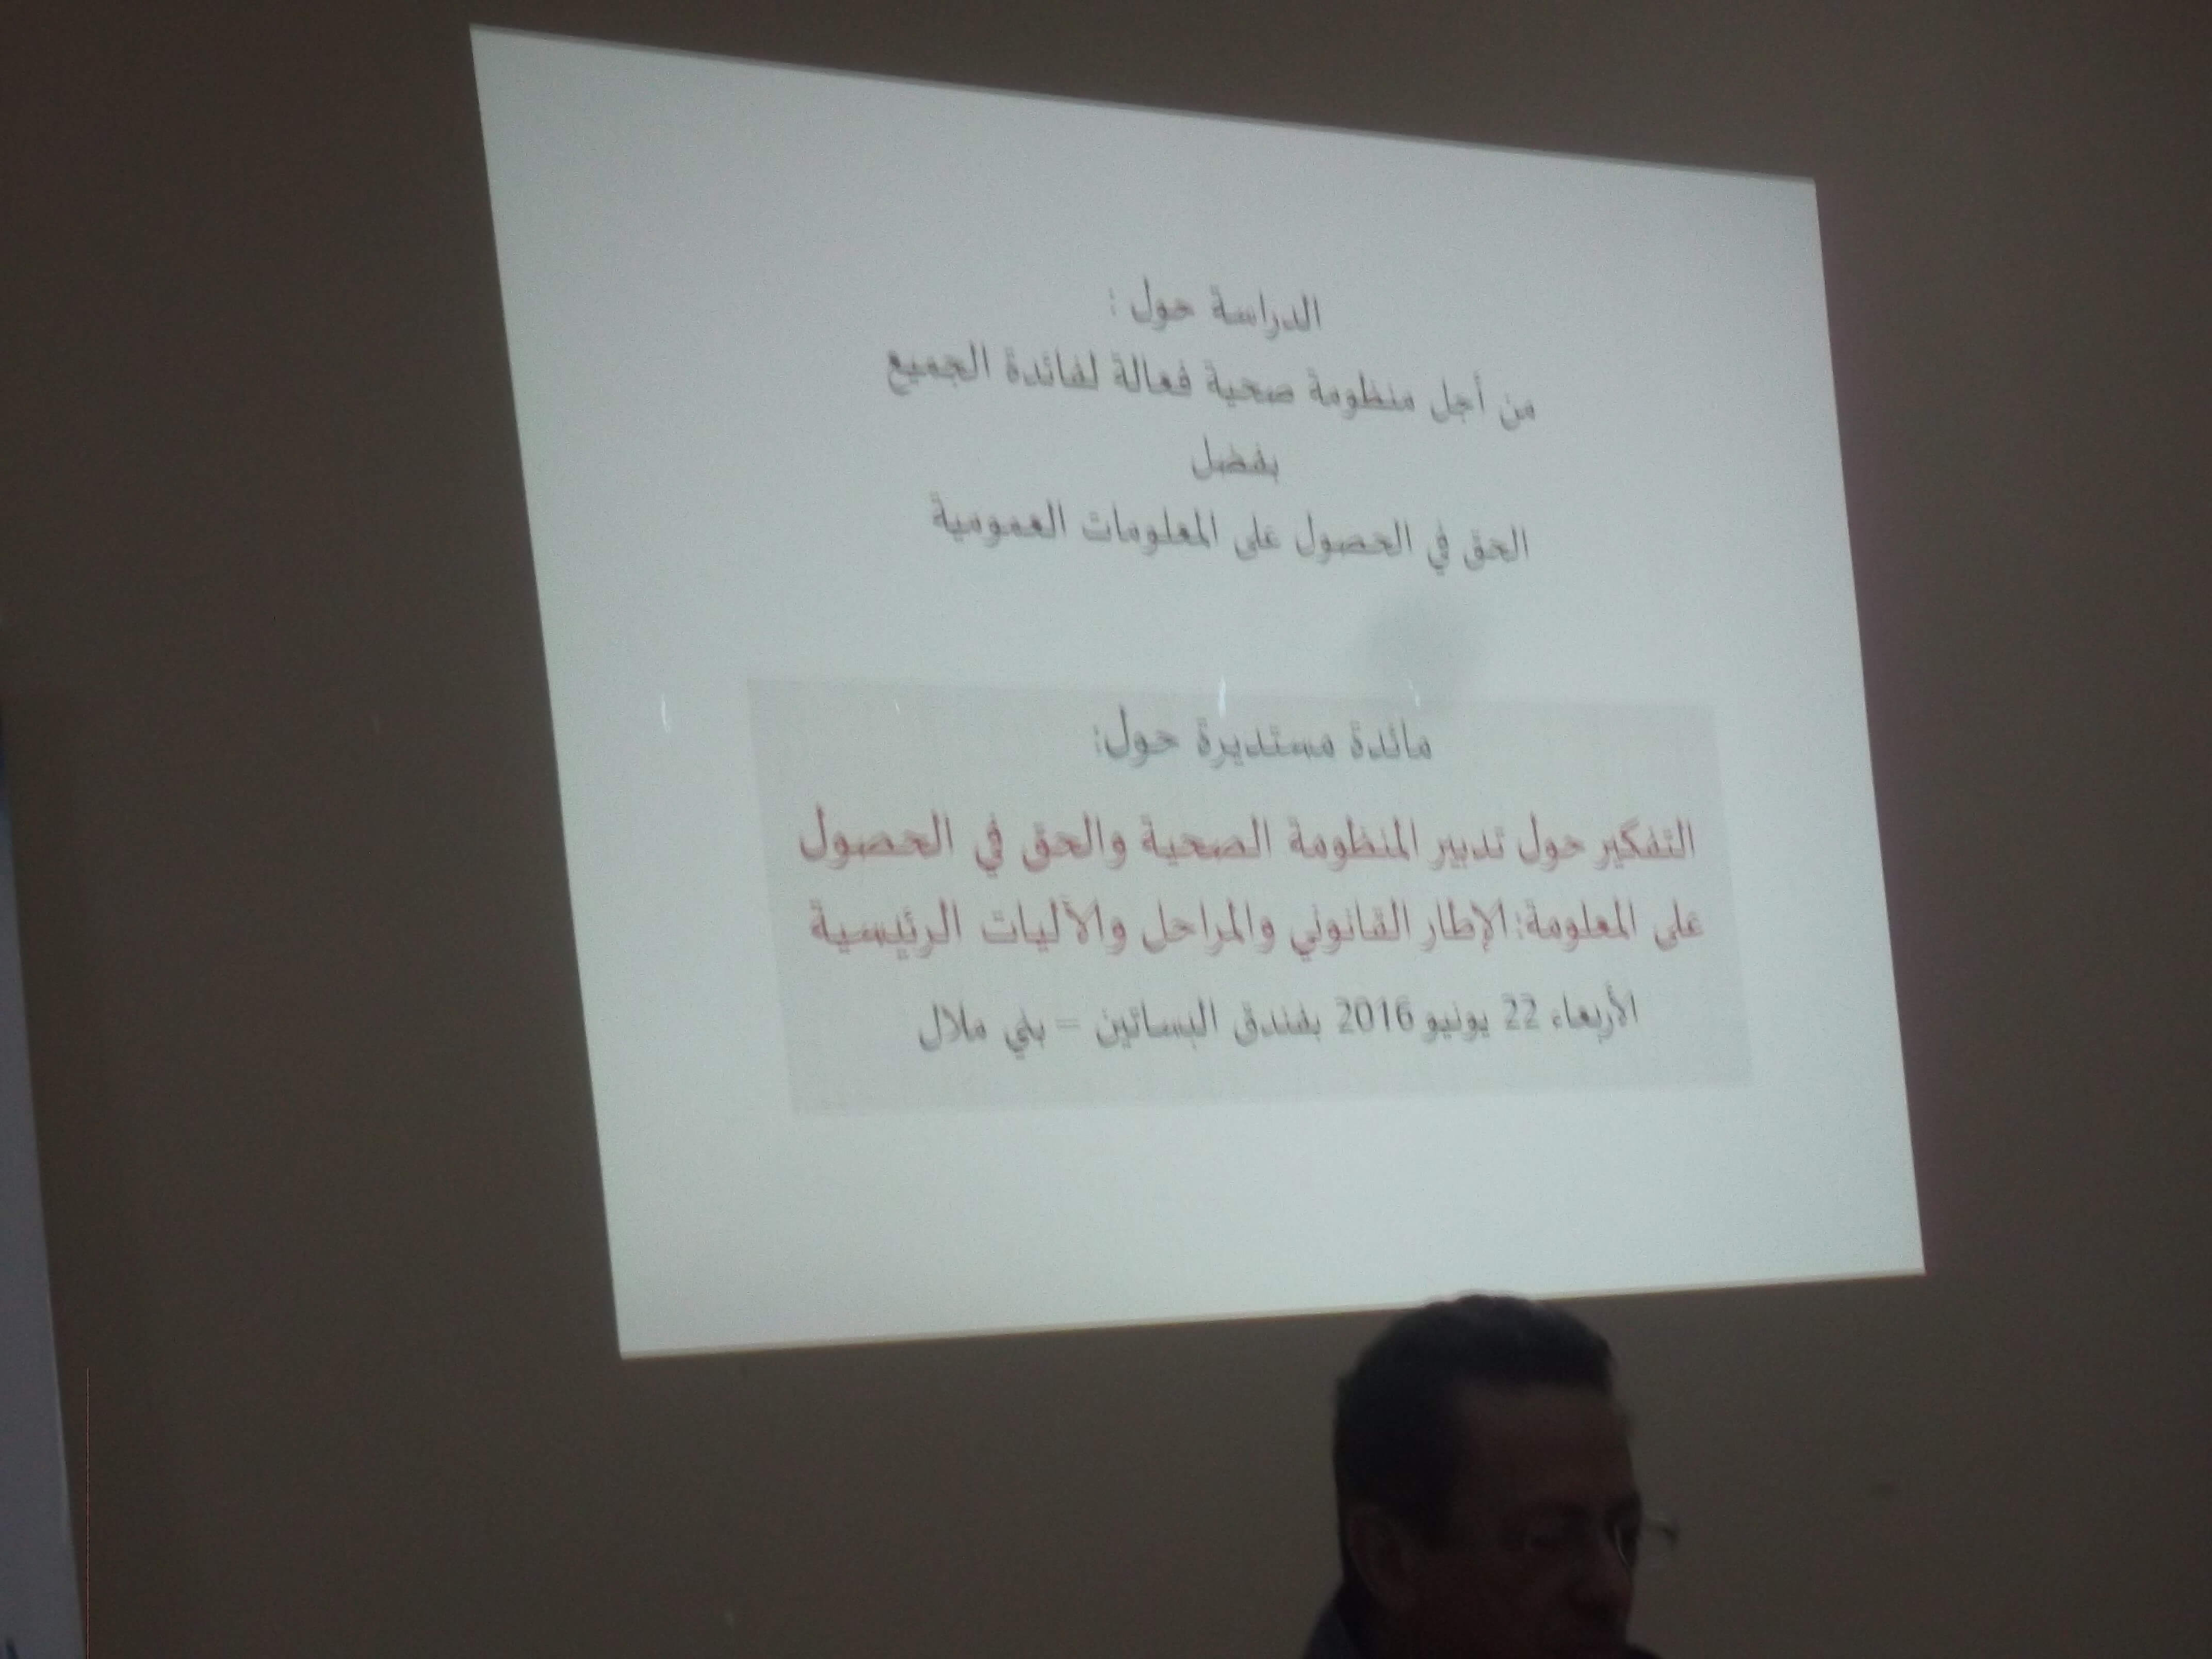 الدراسة حول :
من أجل منظومة صحية فعالة لفائدة الجميع
بفضل
الحق في الحصول على المعلومات العمومية
مائدة مستديرة حول:
التفكير حول تدبير المنظومة الصحية والحق في الحصول
على المعلومة: الإطار القانوني والمراحل والآليات الرئيسية
الأربعاء 22 يونيو 2016 بفندق البساتين – بني ملال